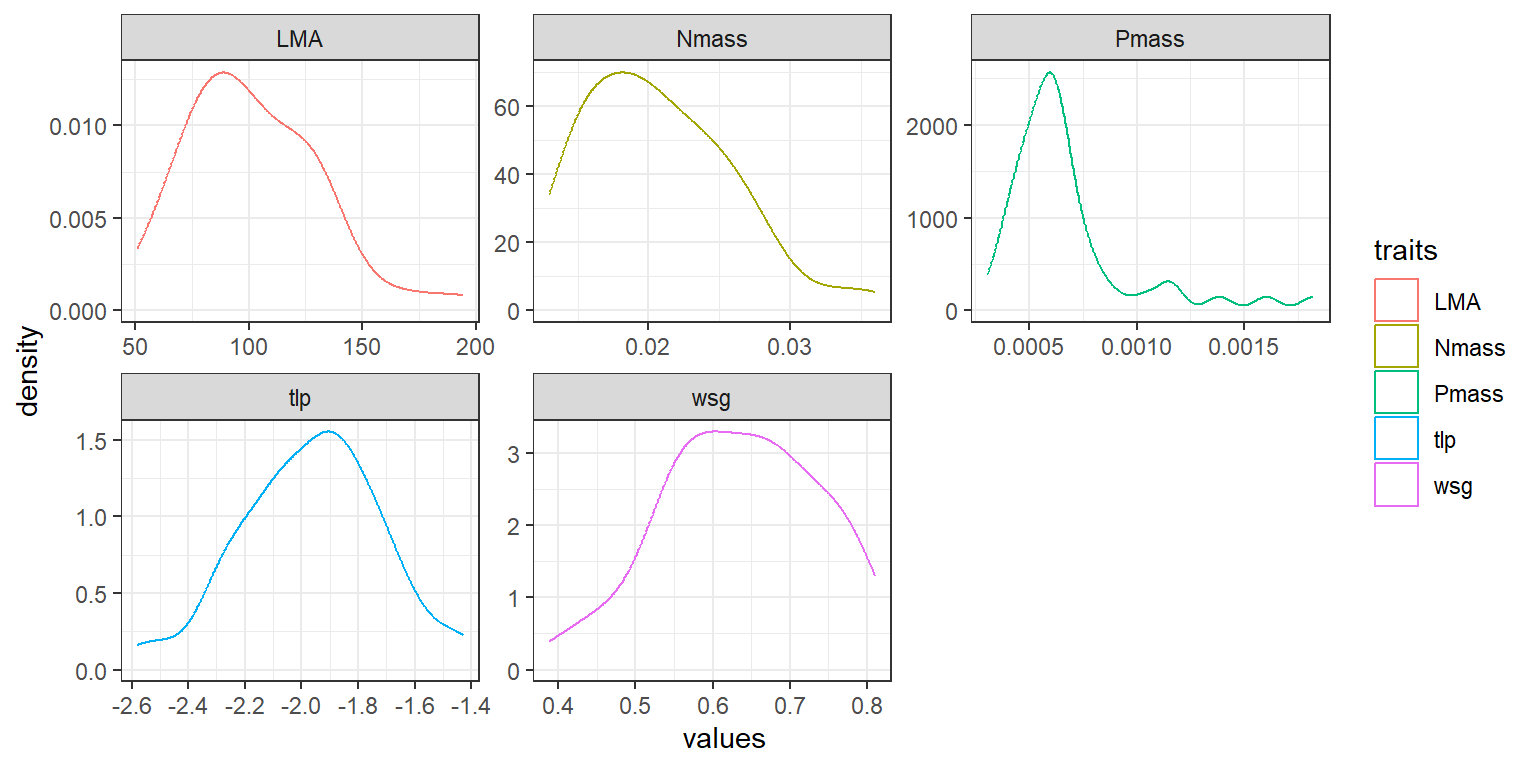 LMA
Nmass
Pmass
0.010
0.005
0.000
50 100 150 200
60
40
20
0
0.02 0.03
2000
1000
0
0.0005 0.0010 0.0015
tlp
wsg
1.5
1.0
0.5
0.0
-2.6 -2.4 -2.2 -2.0 -1.8 -1.6 -1.4
3
2
1
0
0.4 0.5 0.6 0.7 0.8
density
values
traits
LMA
Nmass
Pmass
tlp
wsg